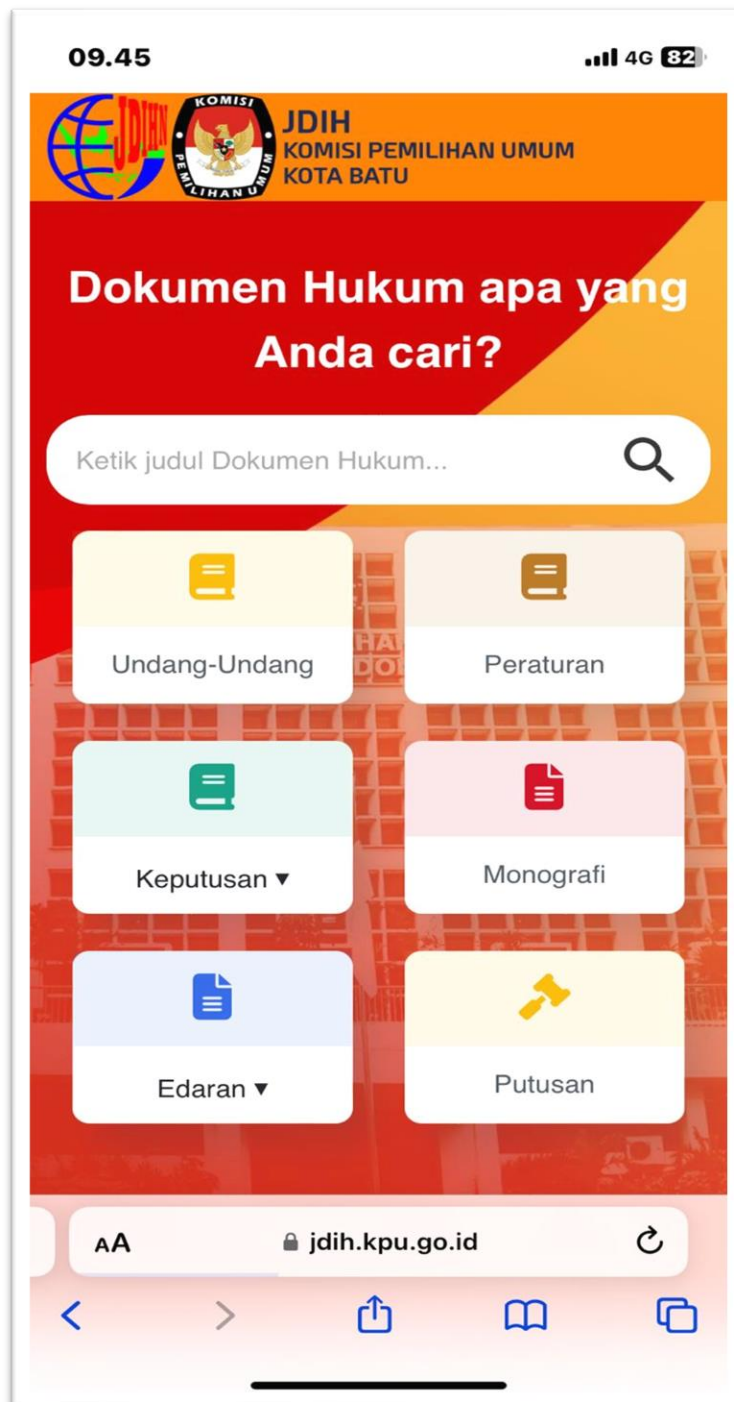 09.45
4G 82
JDIHN
KOMISI PEMILIHAN UMUM
JDIH
KOMISI PEMILIHAN UMUM
KOTA BATU
Dokumen Hukum apa yang
Anda cari?
Ketik judul Dokumen Hukum...
Undang-Undang
Peraturan
Keputusan ▼
Monografi
Edaran ▼
Putusan
AA
jdih.kpu.go.id